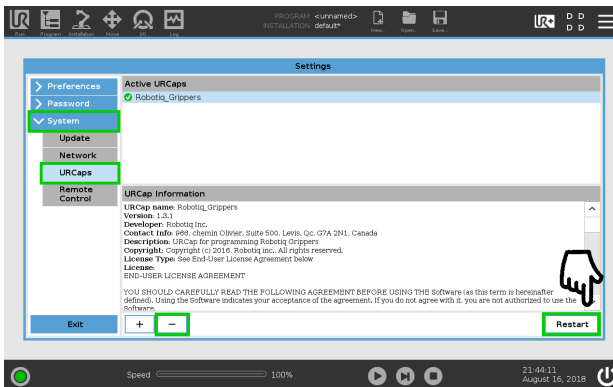 PROGRAM <unnamed>
INSTALLATION default*
Run
Program
Installation
Move
I/O
Log
New...
Open...
Save...
UR+
D D
D D
Settings
Preferences
Password
System
Update
Network
URCaps
Remote
Control
Exit
Active URCaps
Robotiq_Grippers
URCap Information
URCap name: Robotiq_Grippers
Version: 1.3.1
Developer: Robotiq Inc.
Contact Info: 966, chemin Olivier, Suite 500, Levis, Qc, G7A 2N1, Canada
Description: URCap for programming Robotiq Grippers
Copyright: Copyright (c) 2016, Robotiq inc.. All rights reserved.
License Type: See End-User License Agreement below
License:
END-USER LICENSE AGREEMENT
YOU SHOULD CAREFULLY READ THE FOLLOWING AGREEMENT BEFORE USING THE Software (as this term is hereinafter
defined). Using the Software indicates your acceptance of the agreement. If you do not agree with it, you are not authorized to use the
Software.
+
−
Restart
Speed
100%
21:44:11
August 16, 2018